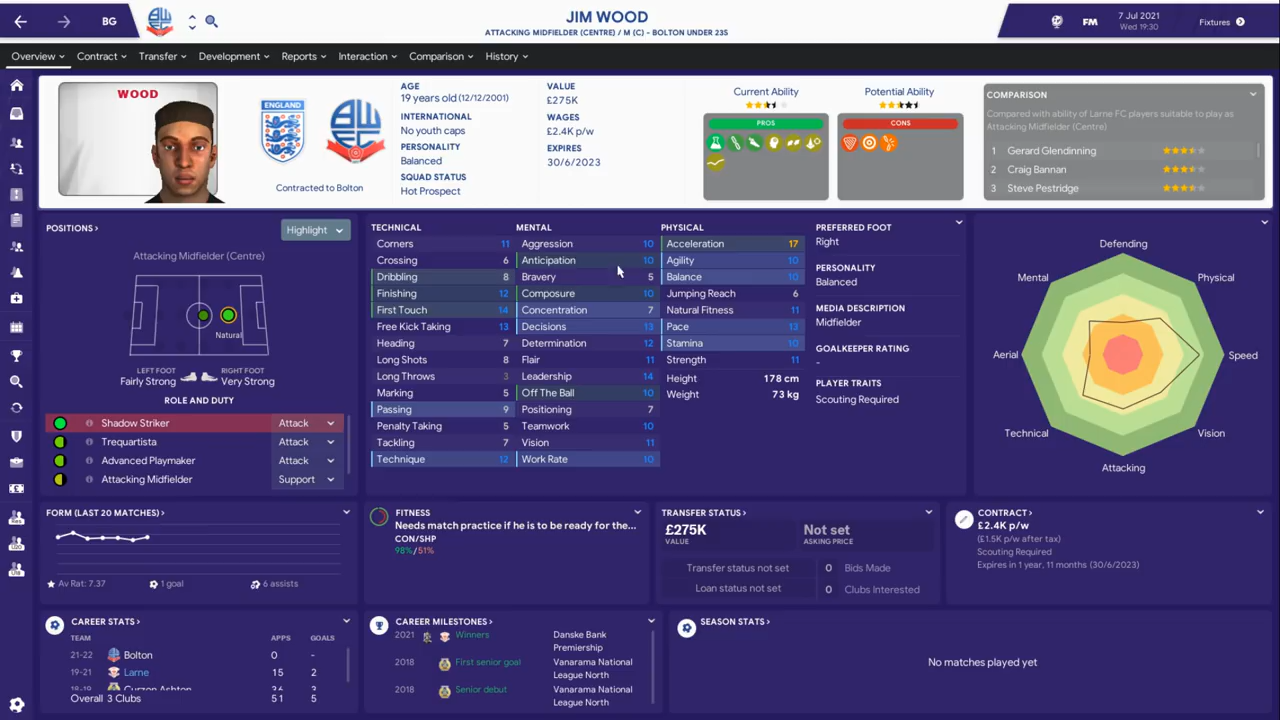 BG
JIM WOOD
ATTACKING MIDFIELDER (CENTRE) / M (C) - BOLTON UNDER 23S
FM
7 Jul 2021
Wed 19:30
Fixtures
Overview
Contract
Transfer
Development
Reports
Interaction
Comparison
History
WOOD
ENGLAND
Contracted to Bolton
AGE
19 years old (12/12/2001)
INTERNATIONAL
No youth caps
PERSONALITY
Balanced
SQUAD STATUS
Hot Prospect
VALUE
£275K
WAGES
£2.4K p/w
EXPIRES
30/6/2023
Current Ability
PROS
Potential Ability
CONS
COMPARISON
Compared with ability of Larne FC players suitable to play as
Attacking Midfielder (Centre)
1 Gerard Glendinning
2 Craig Bannan
3 Steve Pestridge
POSITIONS >
Highlight
Attacking Midfielder (Centre)
Natural
LEFT FOOT
Fairly Strong
RIGHT FOOT
Very Strong
ROLE AND DUTY
Shadow Striker Attack
Trequartista Attack
Advanced Playmaker Attack
Attacking Midfielder Support
TECHNICAL
Corners 11
Crossing 6
Dribbling 8
Finishing 12
First Touch 14
Free Kick Taking 13
Heading 7
Long Shots 8
Long Throws 3
Marking 5
Passing 9
Penalty Taking 5
Tackling 7
Technique 12
MENTAL
Aggression 10
Anticipation 10
Bravery 5
Composure 10
Concentration 7
Decisions 13
Determination 12
Flair 11
Leadership 14
Off The Ball 10
Positioning 7
Teamwork 10
Vision 11
Work Rate 10
PHYSICAL
Acceleration 17
Agility 10
Balance 10
Jumping Reach 6
Natural Fitness 11
Pace 13
Stamina 10
Strength 11
Height 178 cm
Weight 73 kg
PREFERRED FOOT
Right
PERSONALITY
Balanced
MEDIA DESCRIPTION
Midfielder
GOALKEEPER RATING
-
PLAYER TRAITS
Scouting Required
Defending
Physical
Speed
Vision
Attacking
Technical
Aerial
Mental
FORM (LAST 20 MATCHES) >
Av Rat: 7.37
1 goal
6 assists
FITNESS
Needs match practice if he is to be ready for the...
CON/SHP
98%/51%
TRANSFER STATUS >
£275K
VALUE
Not set
ASKING PRICE
Transfer status not set
0 Bids Made
Loan status not set
0 Clubs Interested
CONTRACT >
£2.4K p/w
(£1.5K p/w after tax)
Scouting Required
Expires in 1 year, 11 months (30/6/2023)
CAREER STATS >
TEAM APPS GOALS
21-22 Bolton 0 -
19-21 Larne 15 2
18-19 Curzon Ashton 36 3
Overall 3 Clubs 51 5
CAREER MILESTONES >
2021 Winners Danske Bank
Premiership
2018 First senior goal Vanarama National
League North
2018 Senior debut Vanarama National
League North
SEASON STATS >
No matches played yet